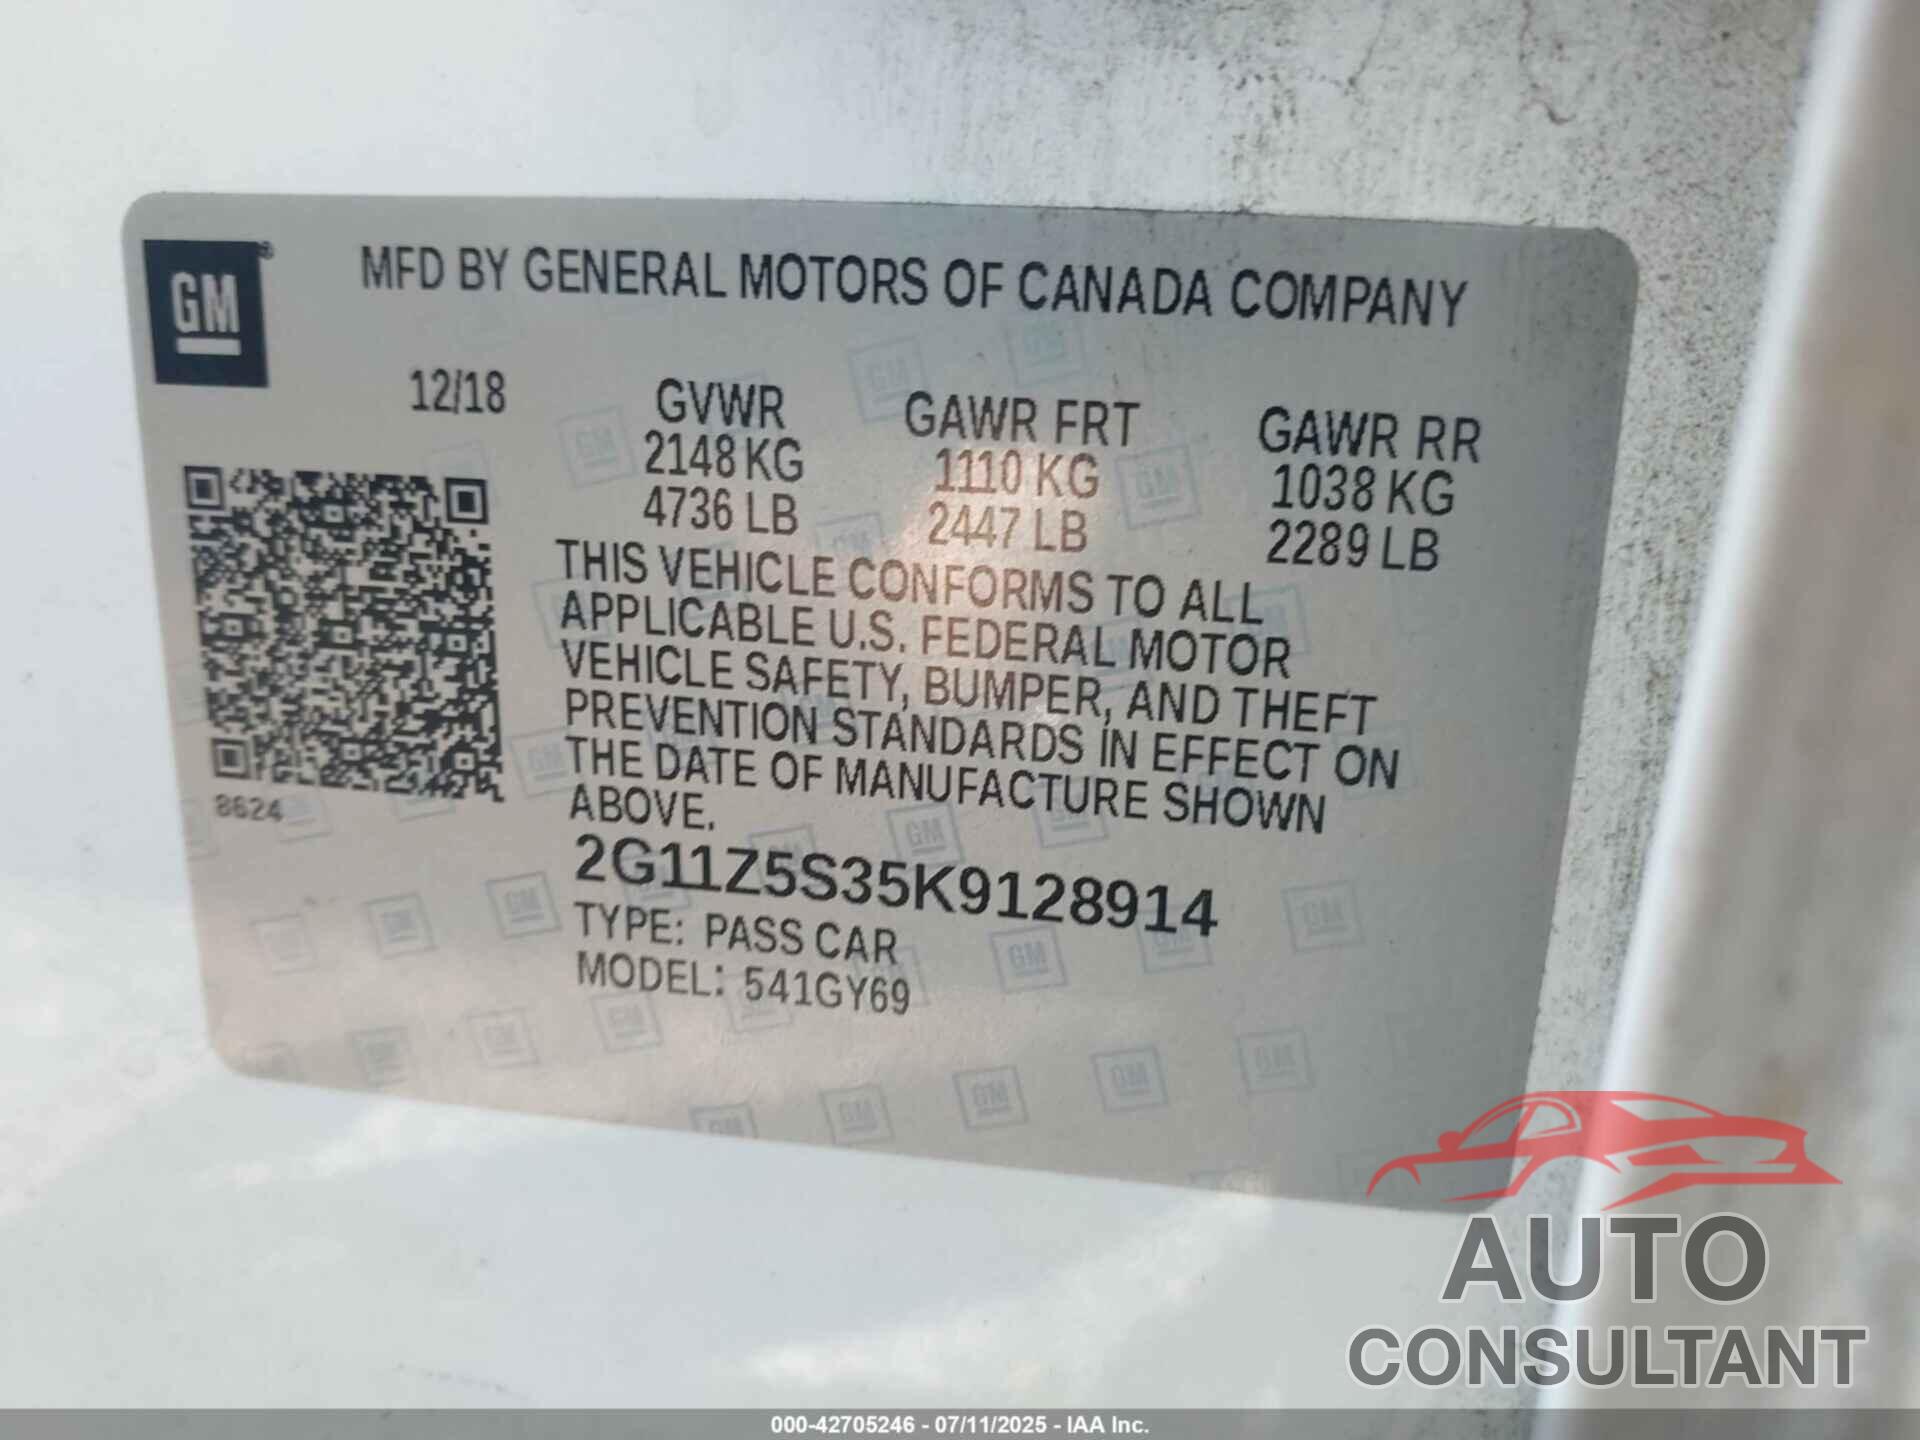 GM®
MFD BY GENERAL MOTORS OF CANADA COMPANY
12/18
GVWR
2148 KG
4736 LB
GAWR FRT
1110 KG
2447 LB
GAWR RR
1038 KG
2289 LB
THIS VEHICLE CONFORMS TO ALL
APPLICABLE U.S. FEDERAL MOTOR
VEHICLE SAFETY, BUMPER, AND THEFT
PREVENTION STANDARDS IN EFFECT ON
THE DATE OF MANUFACTURE SHOWN
ABOVE.
8624
2G11Z5S35K9128914
TYPE: PASS CAR
MODEL: 541GY69
AUTO
CONSULTANT
000-42705246 - 07/11/2025 - IAA Inc.